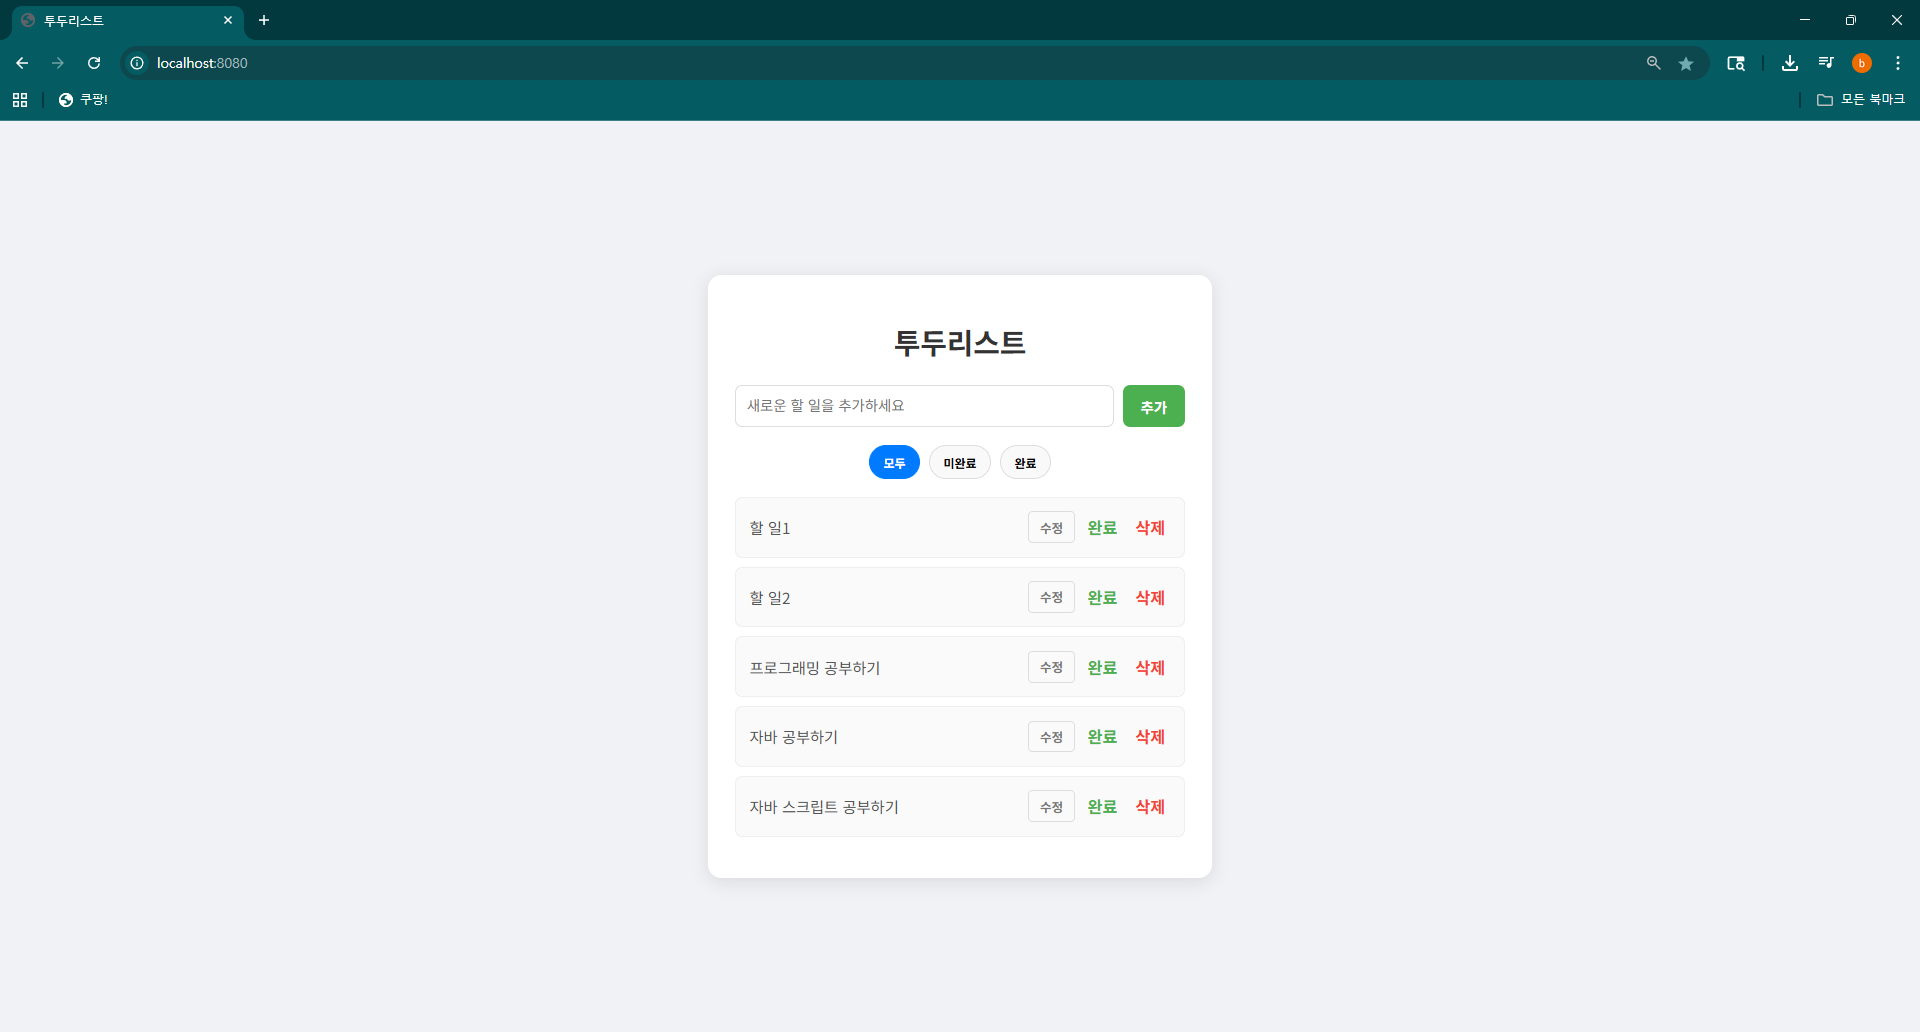 투두리스트
localhost:8080
b
쿠팡!
모든 북마크
투두리스트
새로운 할 일을 추가하세요
추가
모두 미완료 완료
할 일1 수정 완료 삭제
할 일2 수정 완료 삭제
프로그래밍 공부하기 수정 완료 삭제
자바 공부하기 수정 완료 삭제
자바 스크립트 공부하기 수정 완료 삭제